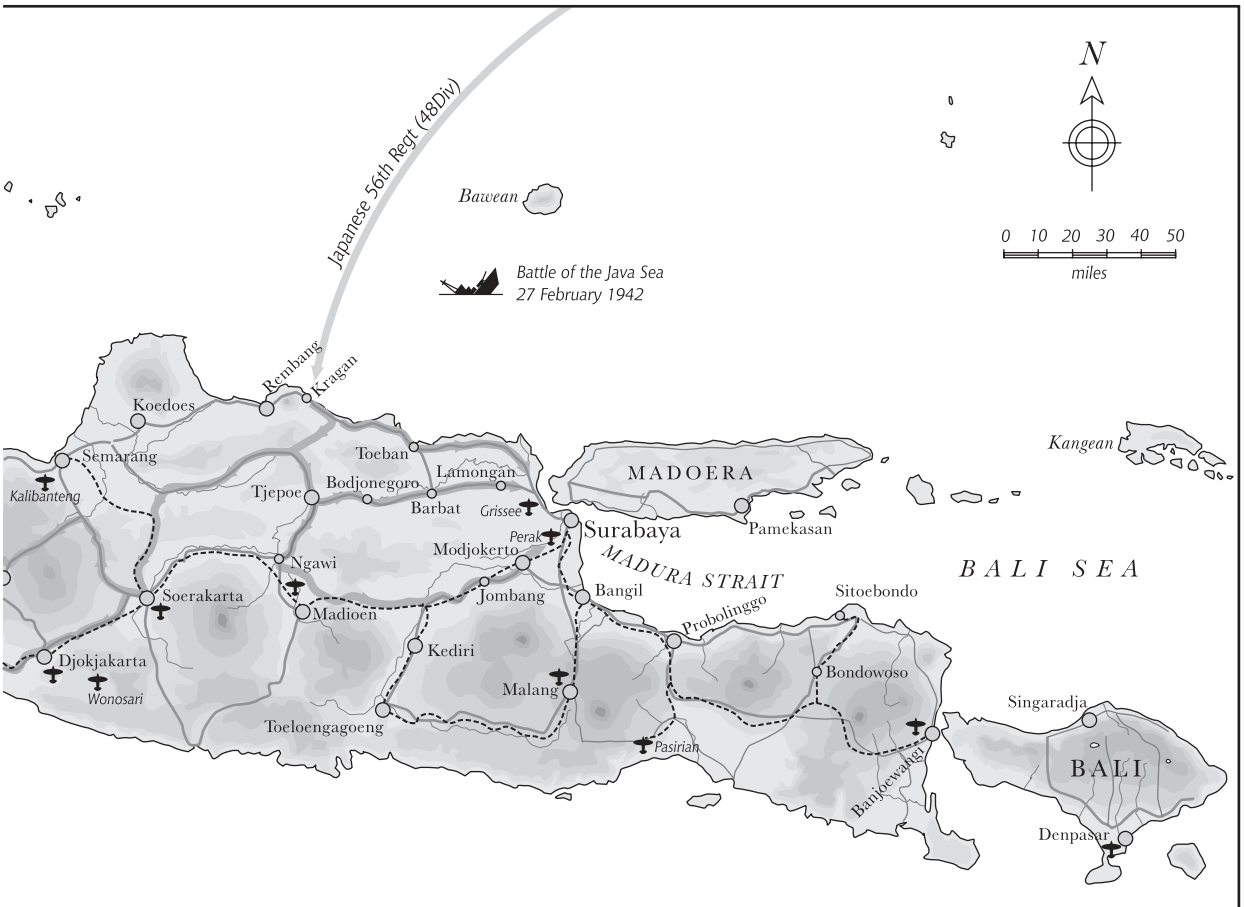 N
Japanese 56th Regt (48Div)
Bawean
0 10 20 30 40 50
miles
Battle of the Java Sea
27 February 1942
Rembang
Kragan
Koedoes
Semarang
Kalibanteng
Toeban
Lamongan
Bodjonegoro
Tjepoe
Barbat
Grissee
MADOERA
Kangean
Pamekasan
Surabaya
Perak
Modjokerto
MADURA STRAIT
BALI SEA
Ngawi
Soerakarta
Madioen
Jombang
Bangil
Probolinggo
Sitoebondo
Djokjakarta
Wonosari
Kediri
Malang
Bondowoso
Toeloengagoeng
Pasirian
Singaradja
Banjoewangi
BALI
Denpasar